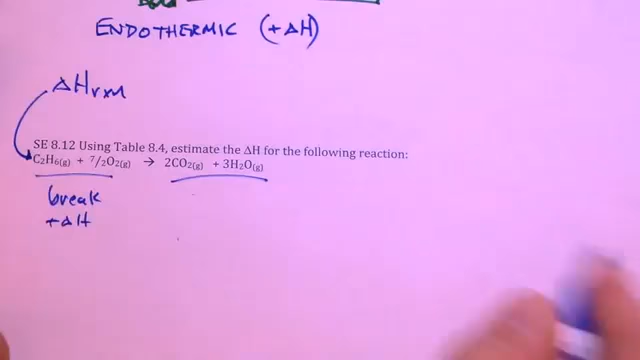 ENDOTHERMIC (+ΔH)
ΔHrxn
SE 8.12 Using Table 8.4, estimate the ΔH for the following reaction:
C₂H₆(g) + ⁷/₂O₂(g) → 2CO₂(g) + 3H₂O(g)
break
+ΔH